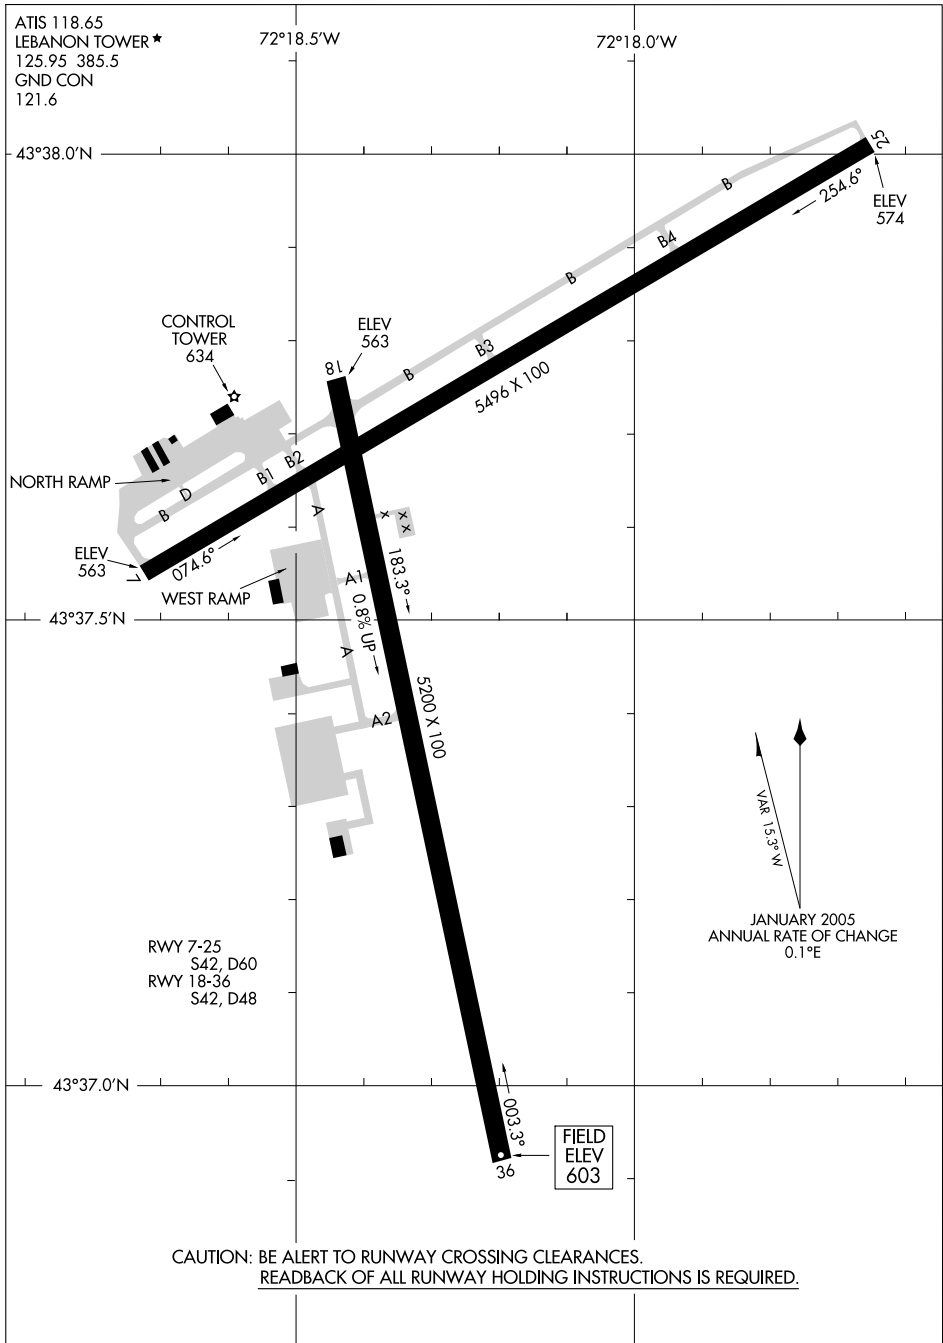 ATIS 118.65
LEBANON TOWER★
125.95 385.5
GND CON
121.6
72°18.5'W
72°18.0'W
43°38.0'N
25
254.6°
ELEV
574
B
B4
B
B3
B
5496 X 100
CONTROL
TOWER
634
ELEV
563
18
NORTH RAMP
D
B
B1
B2
A
x
x x
x
ELEV
563
7
074.6°
WEST RAMP
A1
183.3°
0.8% UP
43°37.5'N
A
A2
5200 X 100
VAR 15.3° W
JANUARY 2005
ANNUAL RATE OF CHANGE
0.1°E
RWY 7-25
S42, D60
RWY 18-36
S42, D48
43°37.0'N
003.3°
36
FIELD
ELEV
603
CAUTION: BE ALERT TO RUNWAY CROSSING CLEARANCES.
READBACK OF ALL RUNWAY HOLDING INSTRUCTIONS IS REQUIRED.